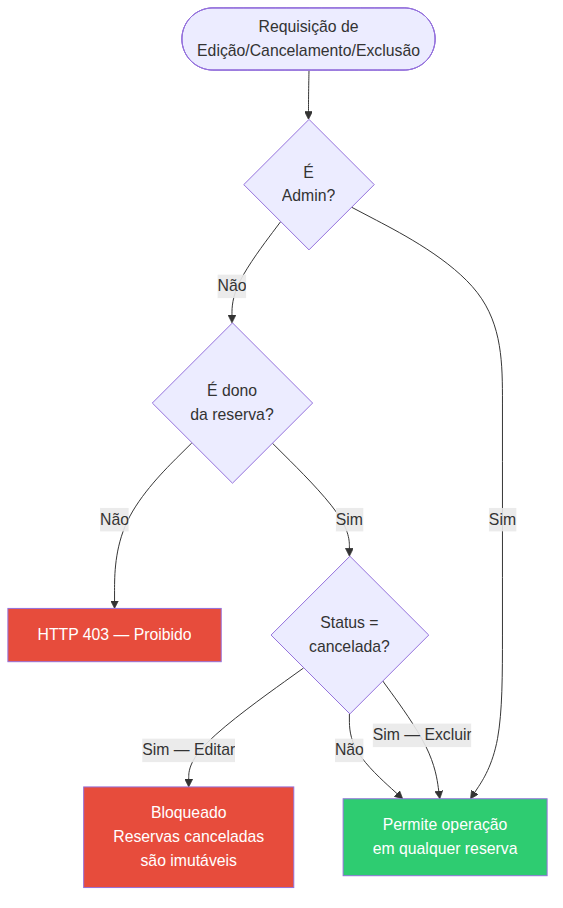 Requisição de
Edição/Cancelamento/Exclusão
É
Admin?
Não
É dono
da reserva?
Não
Sim
Sim
Status =
cancelada?
HTTP 403 — Proibido
Sim — Editar
Não
Sim — Excluir
Bloqueado
Reservas canceladas
são imutáveis
Permite operação
em qualquer reserva